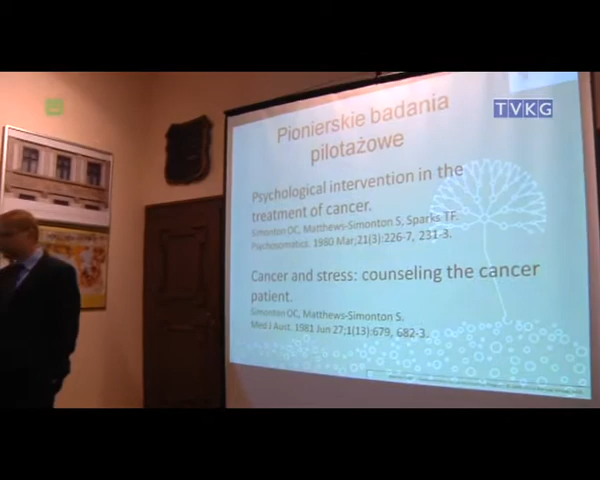 TVKG
Pionierskie badania
pilotażowe
Psychological intervention in the
treatment of cancer.
Simonton OC, Matthews-Simonton S, Sparks TF.
Psychosomatics. 1980 Mar;21(3):226-7, 231-3.
Cancer and stress: counseling the cancer
patient.
Simonton OC, Matthews-Simonton S.
Med J Aust. 1981 Jun 27;1(13):679, 682-3.